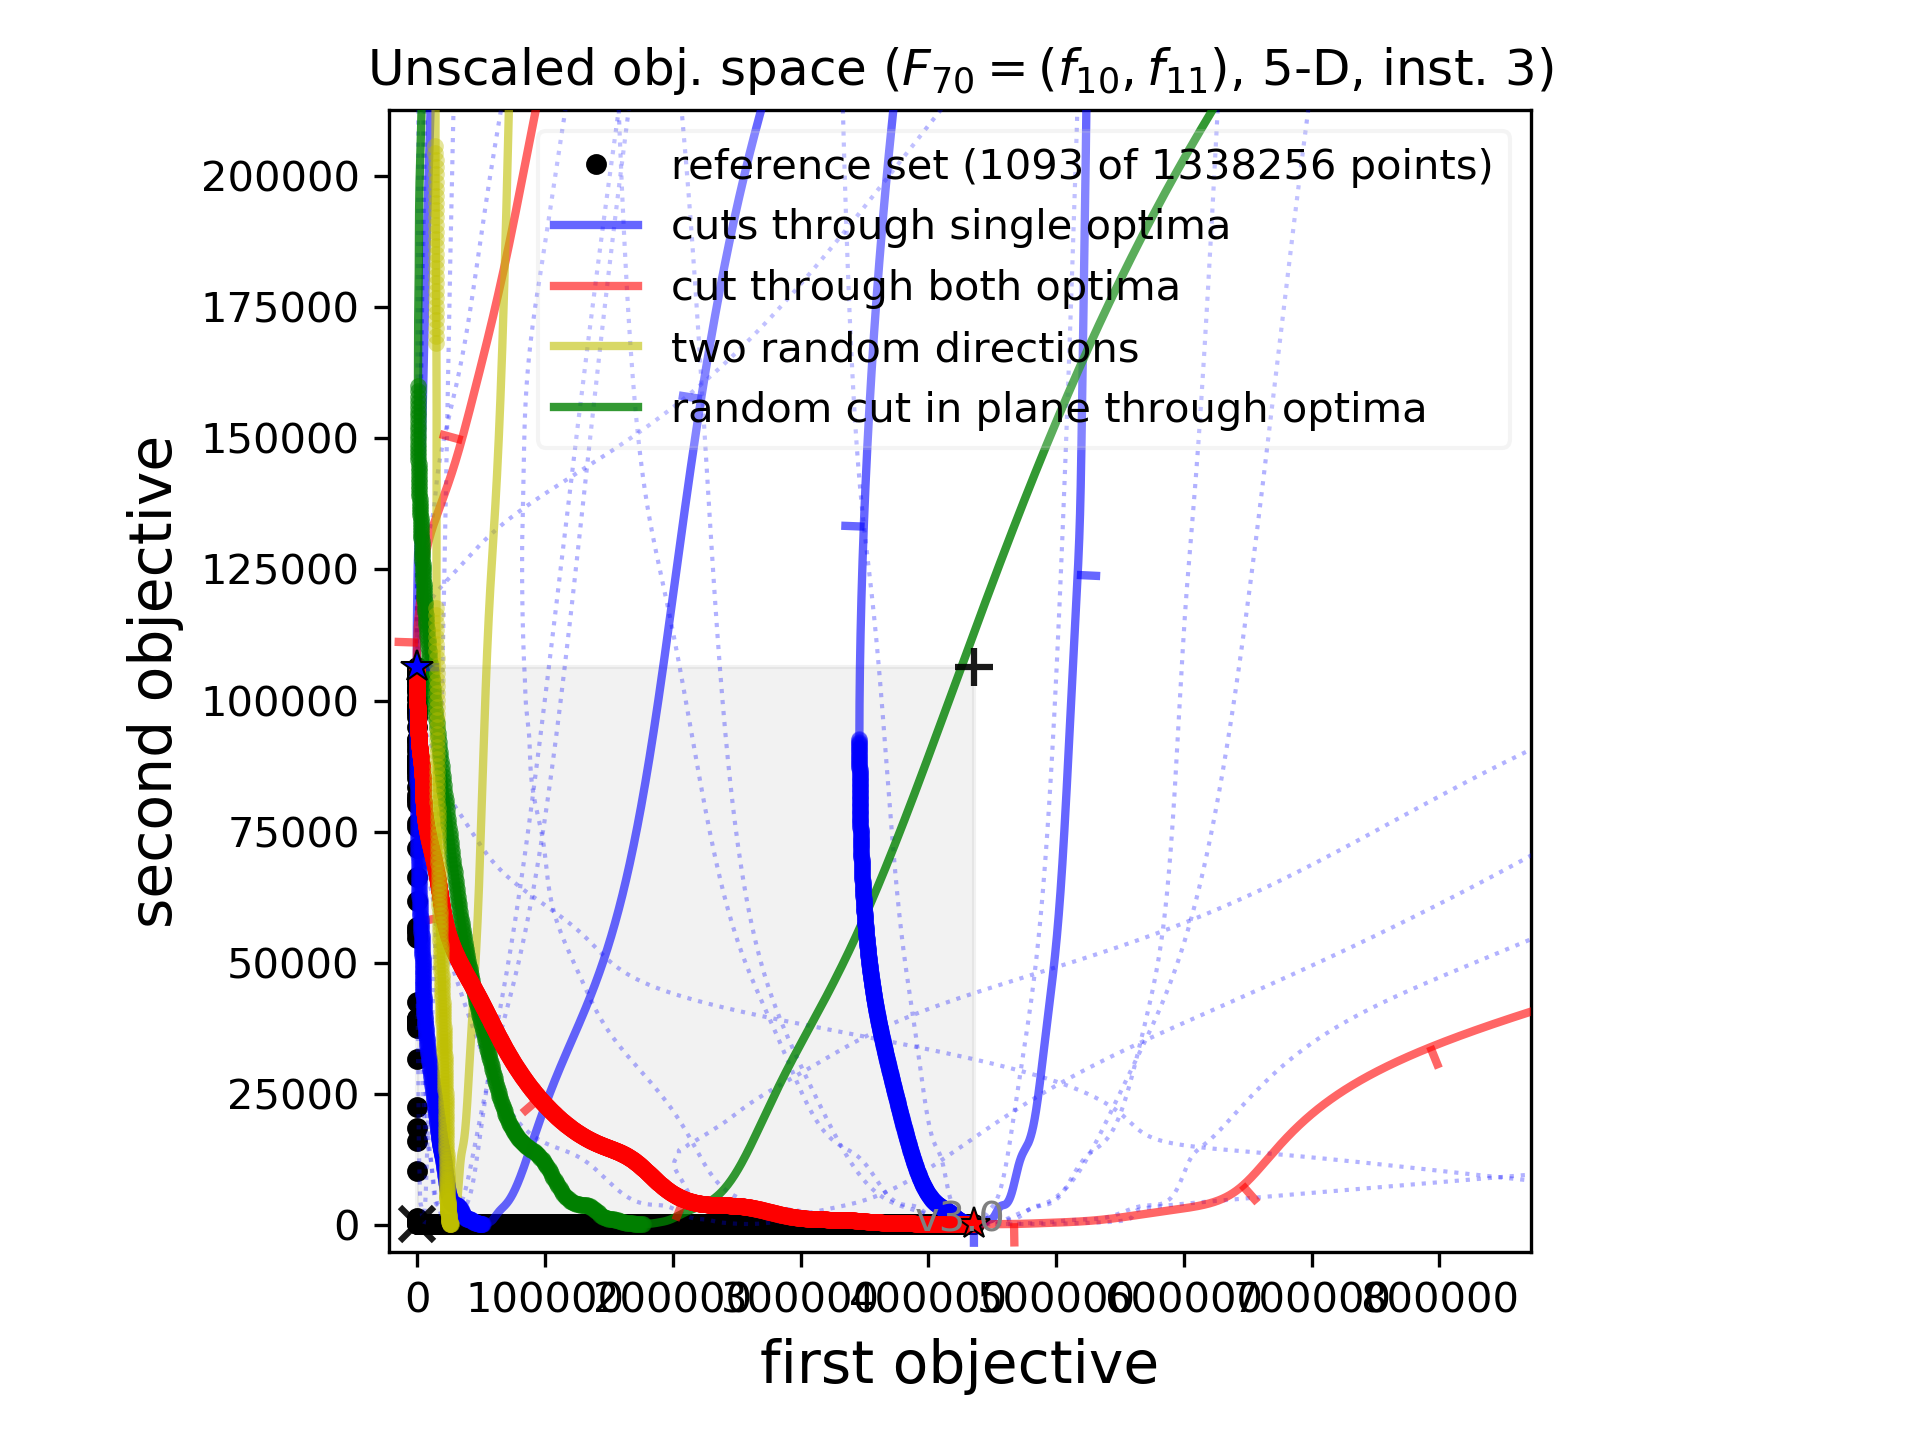 Unscaled obj. space (F₇₀ = (f₁₀, f₁₁), 5-D, inst. 3)
reference set (1093 of 1338256 points)
cuts through single optima
cut through both optima
two random directions
random cut in plane through optima
second objective
200000
175000
150000
125000
100000
75000
50000
25000
0
v3.0
0 100000 200000 300000 400000 500000 600000 700000 800000
first objective